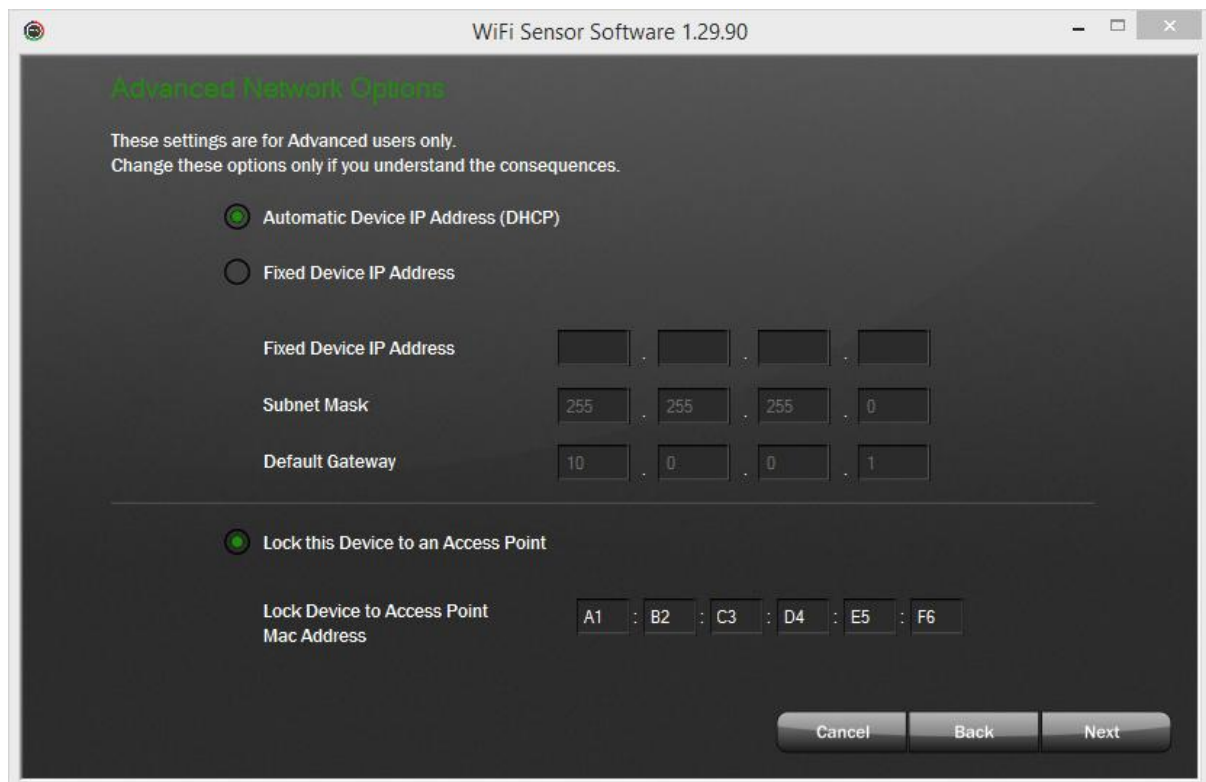 WiFi Sensor Software 1.29.90
Advanced Network Options
These settings are for Advanced users only.
Change these options only if you understand the consequences.
Automatic Device IP Address (DHCP)
Fixed Device IP Address
Fixed Device IP Address . . .
Subnet Mask 255 . 255 . 255 . 0
Default Gateway 10 . 0 . 0 . 1
Lock this Device to an Access Point
Lock Device to Access Point
Mac Address
A1 : B2 : C3 : D4 : E5 : F6
Cancel Back Next